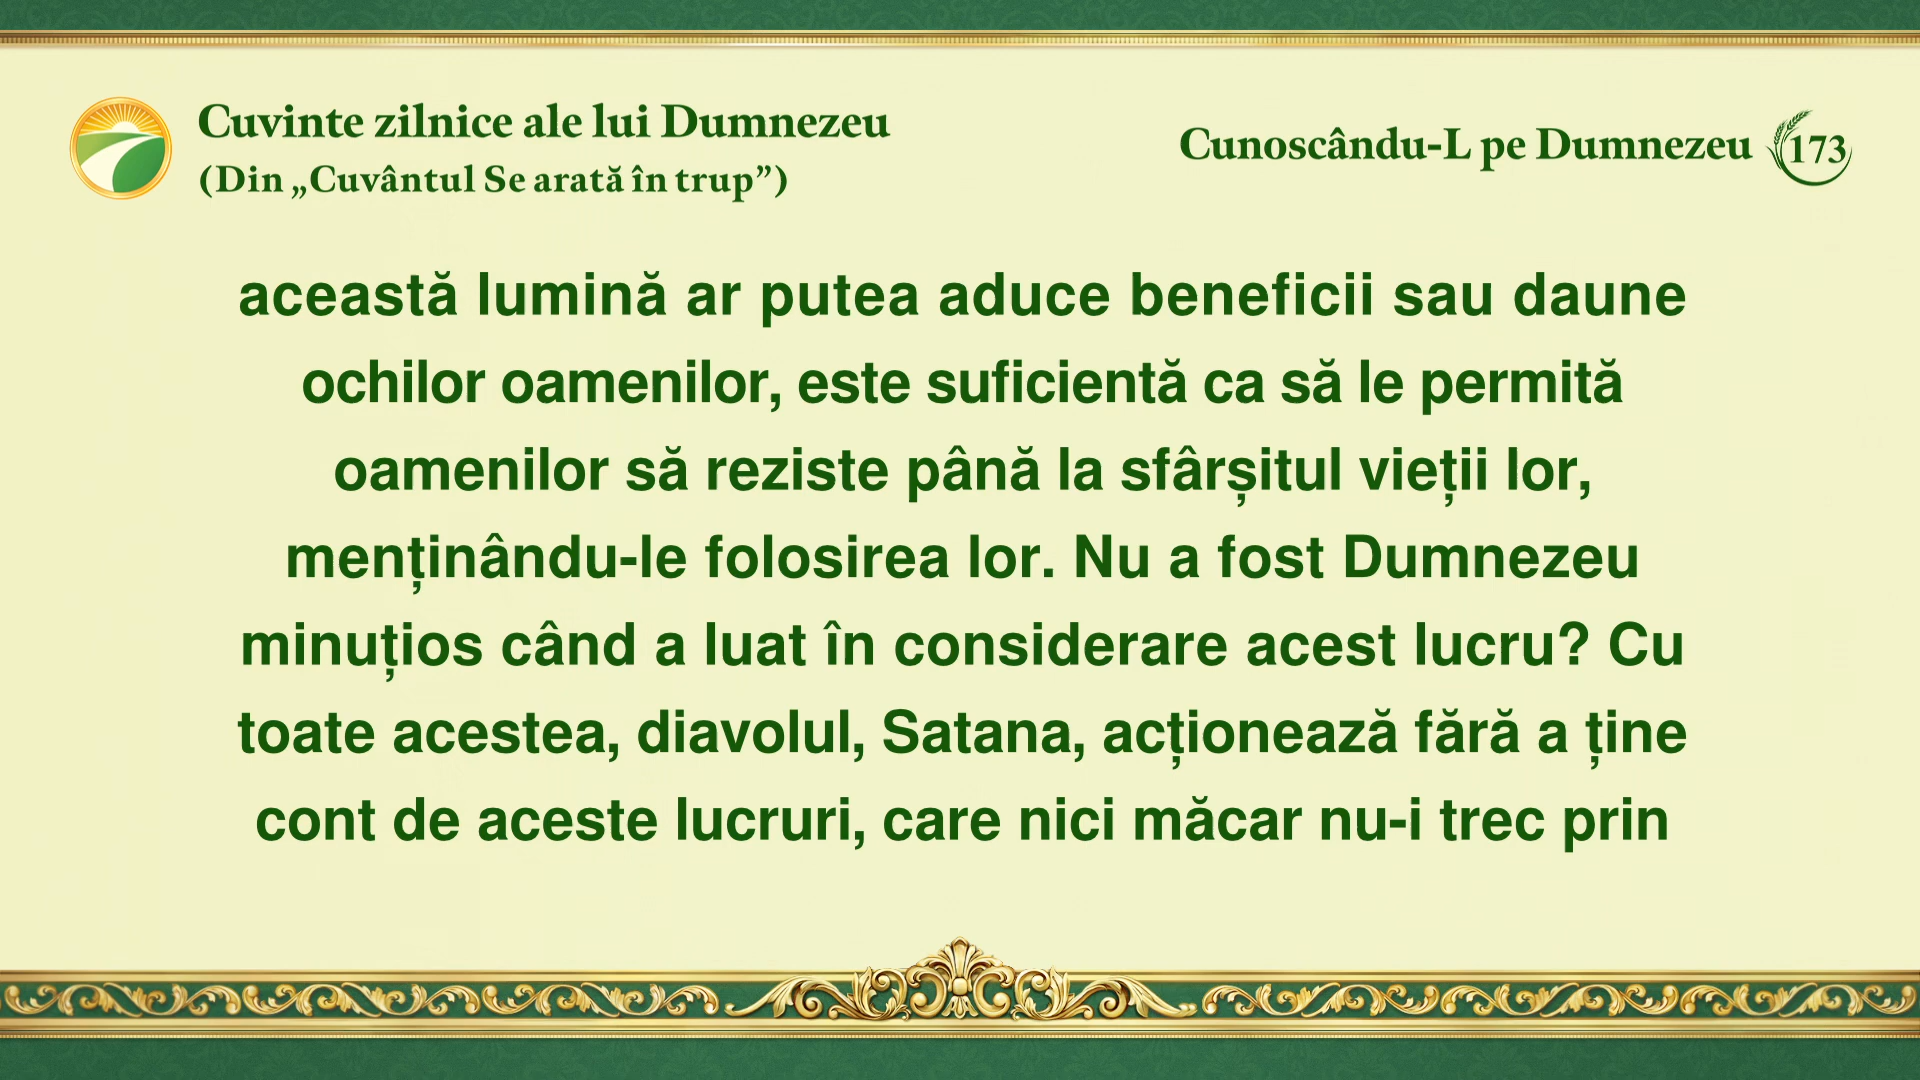 Cuvinte zilnice ale lui Dumnezeu
(Din „Cuvântul Se arată în trup”)
Cunoscându-L pe Dumnezeu 173
această lumină ar putea aduce beneficii sau daune
ochilor oamenilor, este suficientă ca să le permită
oamenilor să reziste până la sfârșitul vieții lor,
menținându-le folosirea lor. Nu a fost Dumnezeu
minuțios când a luat în considerare acest lucru? Cu
toate acestea, diavolul, Satana, acționează fără a ține
cont de aceste lucruri, care nici măcar nu-i trec prin